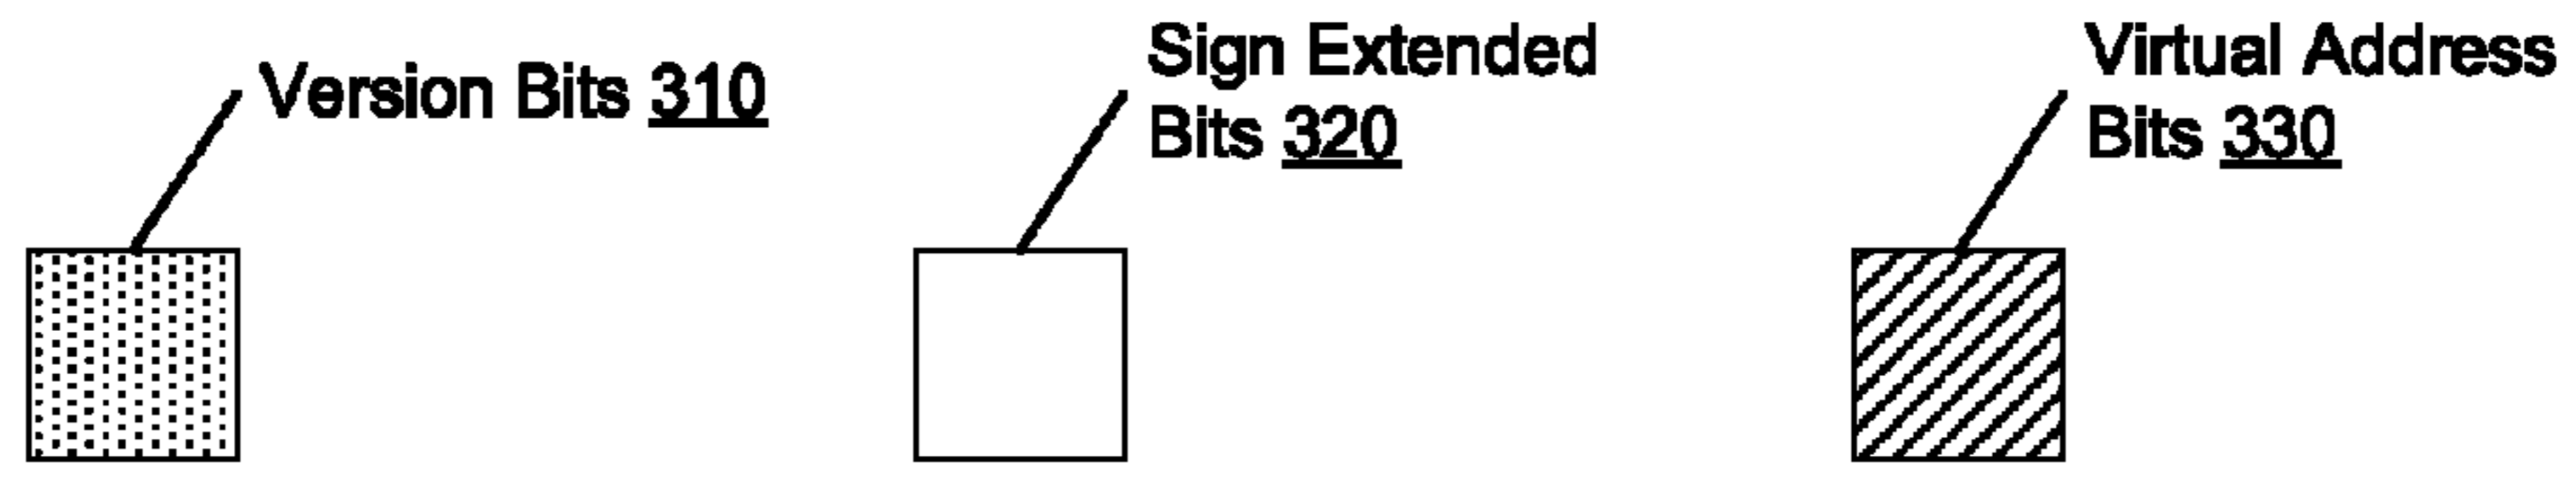 Version Bits 310
Sign Extended
Bits 320
Virtual Address
Bits 330